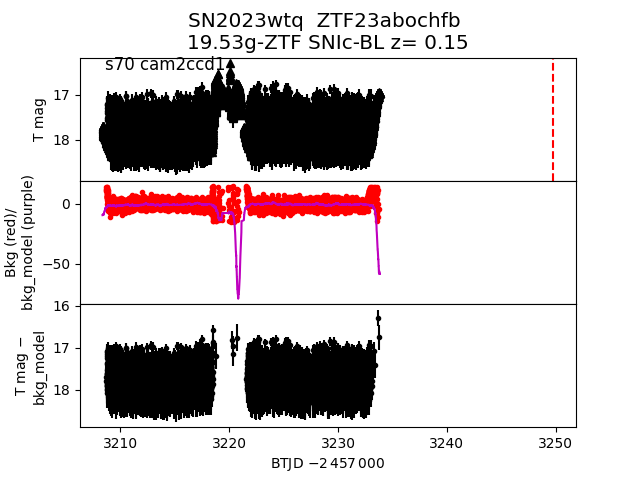 SN2023wtq  ZTF23abochfb
19.53g-ZTF SNIc-BL z= 0.15
s70 cam2ccd1
17
18
T mag
0
−50
Bkg (red)/
bkg_model (purple)
16
17
18
T mag −
bkg_model
3210 3220 3230 3240 3250
BTJD −2 457 000